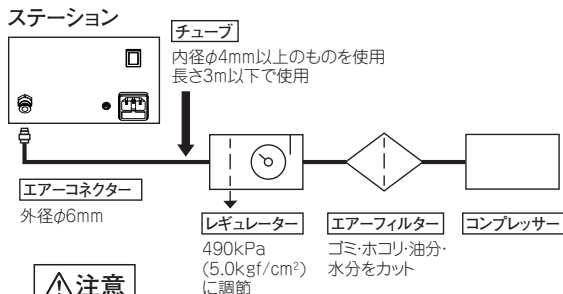 ステーション
チューブ
内径φ4mm以上のものを使用
長さ3m以下で使用
エアーコネクター
外径φ6mm
レギュレーター
490kPa
(5.0kgf/cm²)
に調節
エアーフィルター
ゴミ・ホコリ・油分・
水分をカット
コンプレッサー
⚠注意